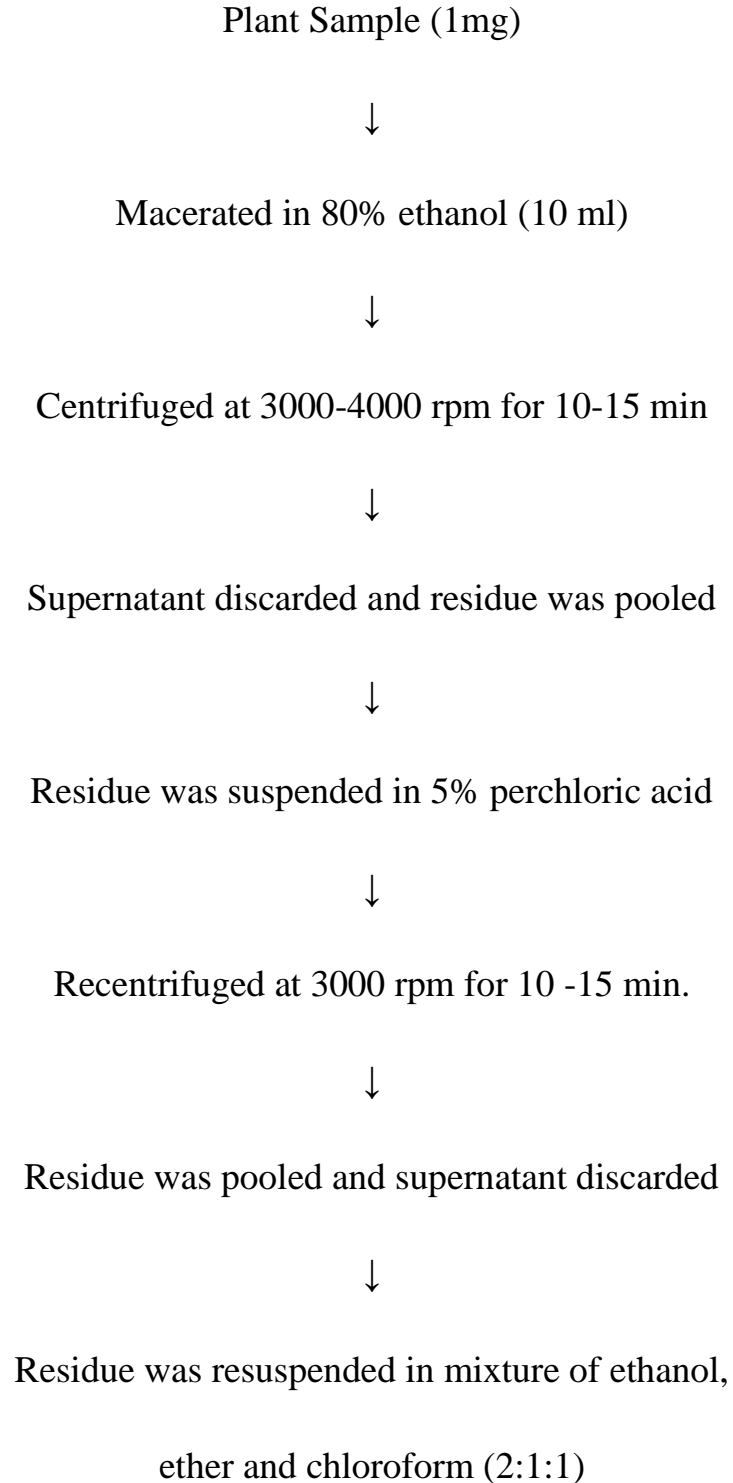 Plant Sample (1mg)
↓
Macerated in 80% ethanol (10 ml)
↓
Centrifuged at 3000-4000 rpm for 10-15 min
↓
Supernatant discarded and residue was pooled
↓
Residue was suspended in 5% perchloric acid
↓
Recentrifuged at 3000 rpm for 10 -15 min.
↓
Residue was pooled and supernatant discarded
↓
Residue was resuspended in mixture of ethanol,
ether and chloroform (2:1:1)